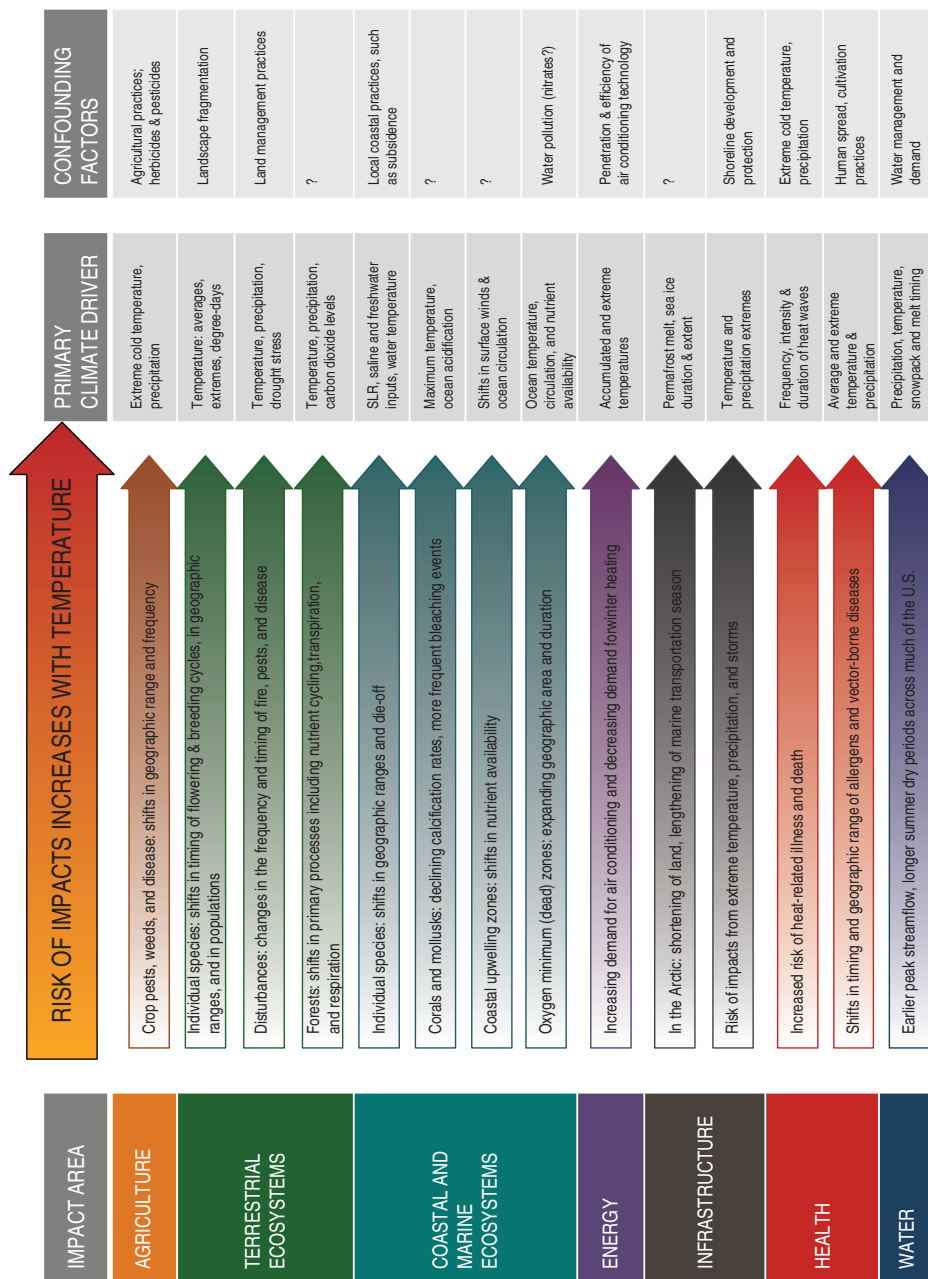 IMPACT AREA
RISK OF IMPACTS INCREASES WITH TEMPERATURE
PRIMARY
CLIMATE DRIVER
CONFOUNDING
FACTORS
AGRICULTURE
Crop pests, weeds, and disease: shifts in geographic range and frequency
Extreme cold temperature,
precipitation
Agricultural practices;
herbicides & pesticides
TERRESTRIAL
ECOSYSTEMS
Individual species: shifts in timing of flowering & breeding cycles, in geographic
ranges, and in populations
Temperature: averages,
extremes, degree-days
Landscape fragmentation
Disturbances: changes in the frequency and timing of fire, pests, and disease
Temperature, precipitation,
drought stress
Land management practices
Forests: shifts in primary processes including nutrient cycling,transpiration,
and respiration
Temperature, precipitation,
carbon dioxide levels
?
COASTAL AND
MARINE
ECOSYSTEMS
Individual species: shifts in geographic ranges and die-off
SLR, saline and freshwater
inputs, water temperature
Local coastal practices, such
as subsidence
Corals and mollusks: declining calcification rates, more frequent bleaching events
Maximum temperature,
ocean acidification
?
Coastal upwelling zones: shifts in nutrient availability
Shifts in surface winds &
ocean circulation
?
Oxygen minimum (dead) zones: expanding geographic area and duration
Ocean temperature,
circulation, and nutrient
availability
Water pollution (nitrates?)
ENERGY
Increasing demand for air conditioning and decreasing demand forwinter heating
Accumulated and extreme
temperatures
Penetration & efficiency of
air conditioning technology
INFRASTRUCTURE
In the Arctic: shortening of land, lengthening of marine transportation season
Permafrost melt, sea ice
duration & extent
?
Risk of impacts from extreme temperature, precipitation, and storms
Temperature and
precipitation extremes
Shoreline development and
protection
HEALTH
Increased risk of heat-related illness and death
Frequency, intensity &
duration of heat waves
Extreme cold temperature,
precipitation
Shifts in timing and geographic range of allergens and vector-borne diseases
Average and extreme
temperature &
precipitation
Human spread, cultivation
practices
WATER
Earlier peak streamflow, longer summer dry periods across much of the U.S.
Precipitation, temperature,
snowpack and melt timing
Water management and
demand